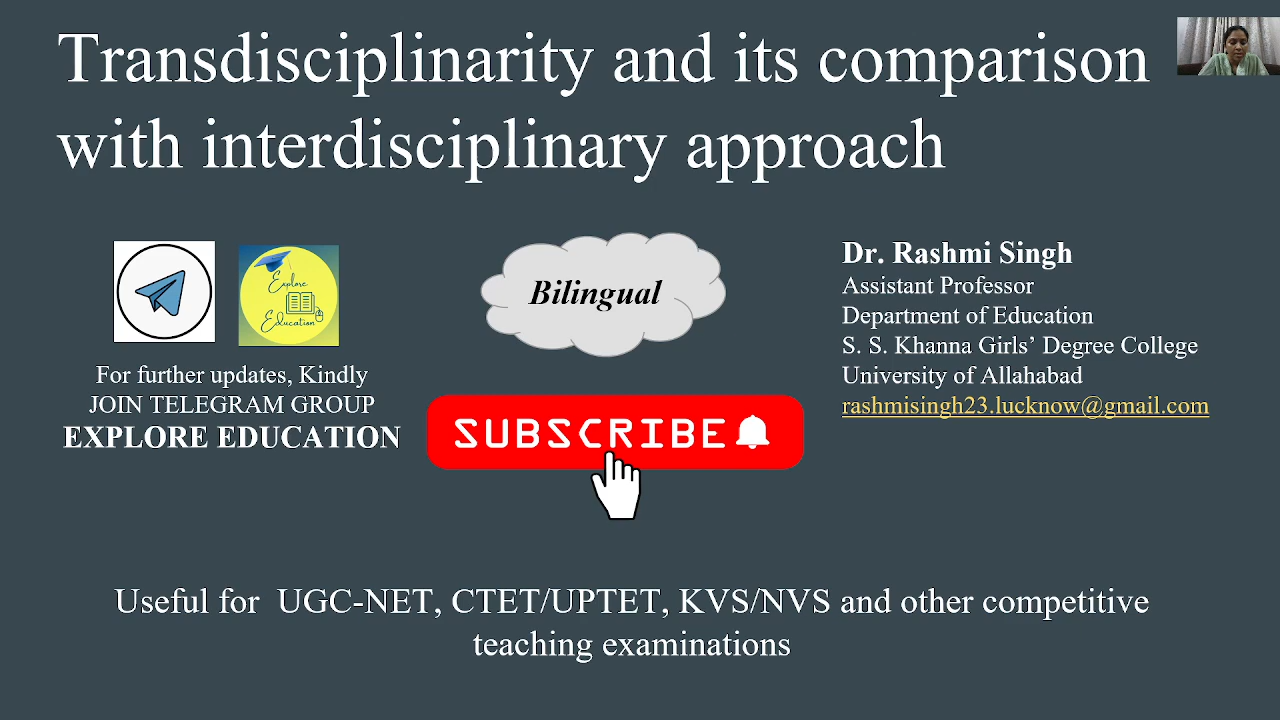 Transdisciplinarity and its comparison
with interdisciplinary approach
Explore
Education
For further updates, Kindly
JOIN TELEGRAM GROUP
EXPLORE EDUCATION
Bilingual
SUBSCRIBE
Dr. Rashmi Singh
Assistant Professor
Department of Education
S. S. Khanna Girls’ Degree College
University of Allahabad
rashmisingh23.lucknow@gmail.com
Useful for UGC-NET, CTET/UPTET, KVS/NVS and other competitive
teaching examinations